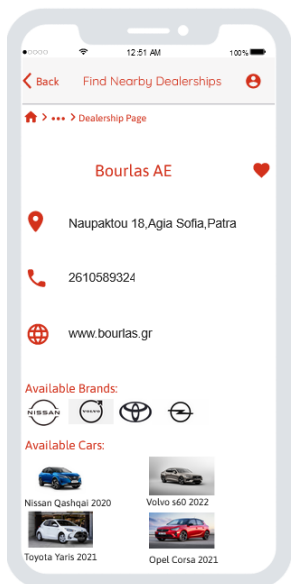 12:51 AM
100%
Back
Find Nearby Dealerships
> ••• > Dealership Page
Bourlas AE
Naupaktou 18,Agia Sofia,Patra
2610589324
www.bourlas.gr
Available Brands:
NISSAN
VOLVO
Available Cars:
Nissan Qashqai 2020
Volvo s60 2022
Toyota Yaris 2021
Opel Corsa 2021